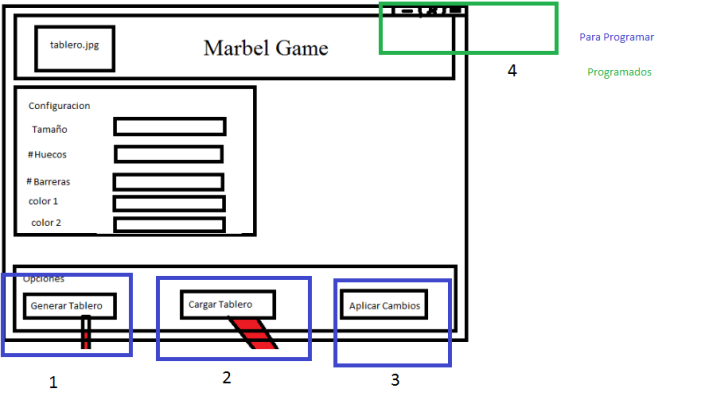 tablero.jpg
Marbel Game
Para Programar
4
Programados
Configuracion
Tamaño
#Huecos
# Barreras
color 1
color 2
Opciones
Generar Tablero
Cargar Tablero
Aplicar Cambios
1
2
3